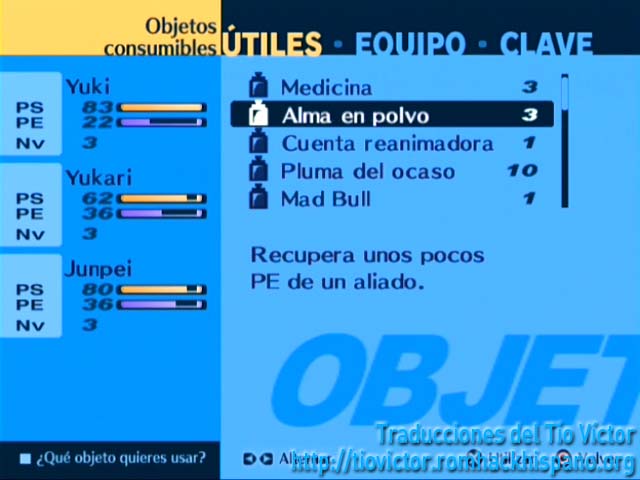 Objetos
consumibles
ÚTILES · EQUIPO · CLAVE
Yuki
PS 83
PE 22
Nv 3
Yukari
PS 62
PE 36
Nv 3
Junpei
PS 80
PE 36
Nv 3
Medicina 3
Alma en polvo 3
Cuenta reanimadora 1
Pluma del ocaso 10
Mad Bull 1
Recupera unos pocos
PE de un aliado.
OBJET
Traducciones del Tío Víctor
¿Qué objeto quieres usar?
http://tiovictor.romhackhispano.org